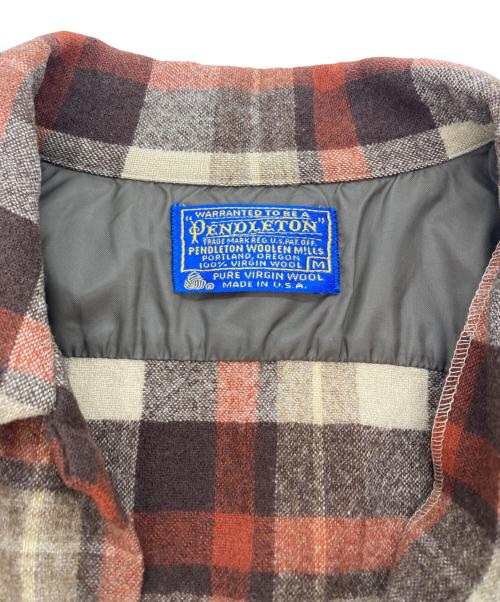 WARRANTED TO BE A
"PENDLETON"
TRADE MARK REG. U.S. PAT. OFF.
PENDLETON WOOLEN MILLS
PORTLAND, OREGON
100% VIRGIN WOOL M
PURE VIRGIN WOOL
® MADE IN U.S.A.